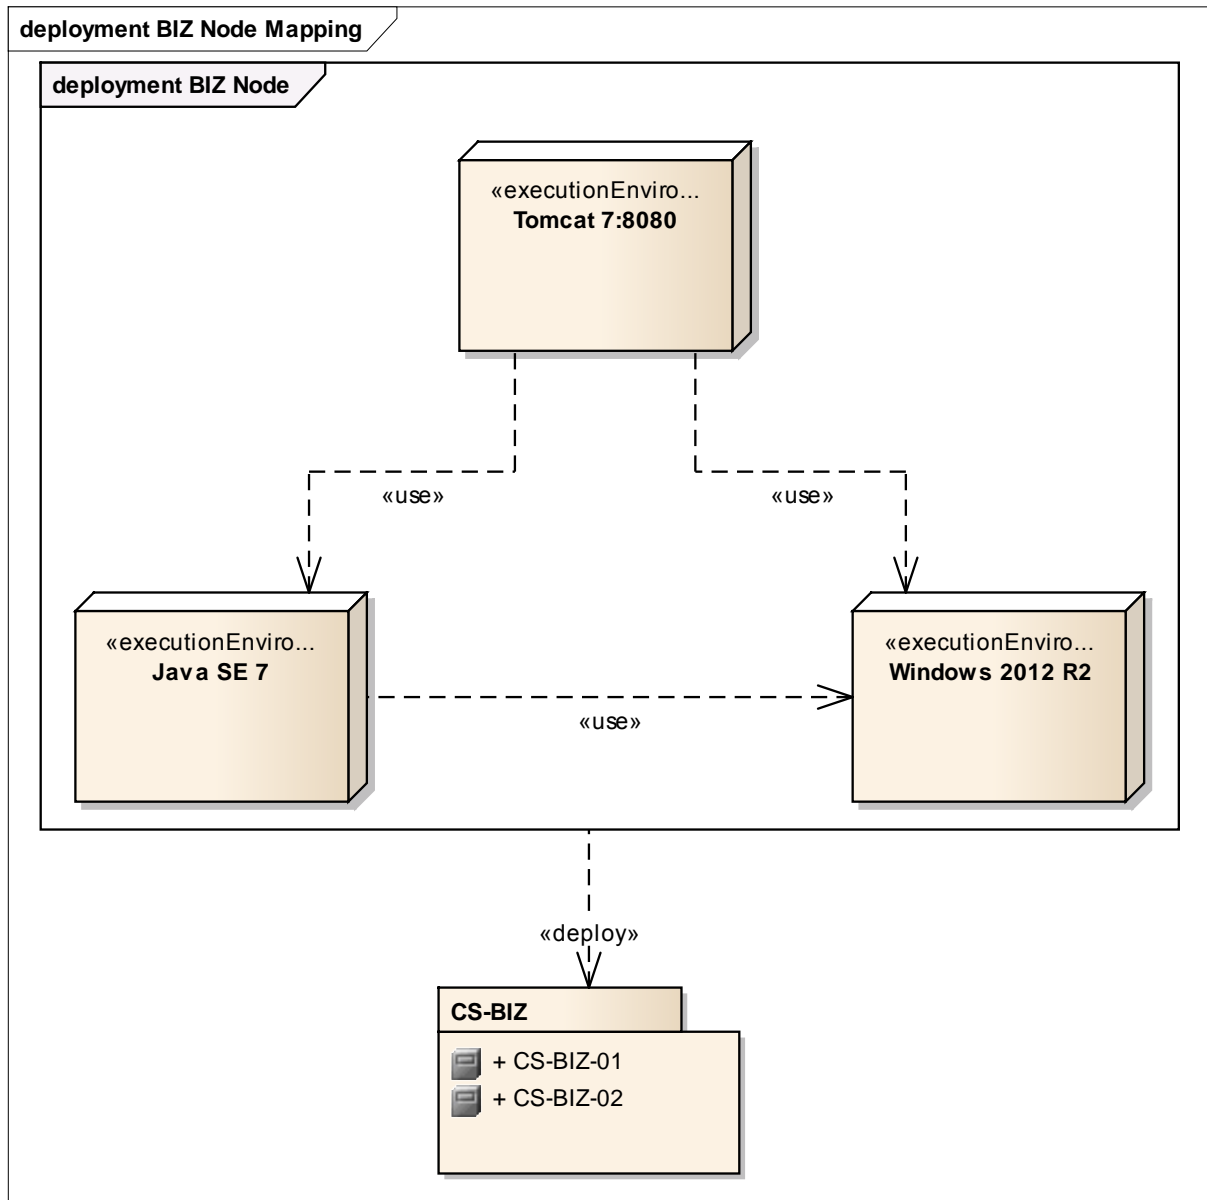 deployment BIZ Node Mapping
deployment BIZ Node
«executionEnviro...
Tomcat 7:8080
«use»
«use»
«executionEnviro...
Java SE 7
«executionEnviro...
Windows 2012 R2
«use»
«deploy»
CS-BIZ
+ CS-BIZ-01
+ CS-BIZ-02